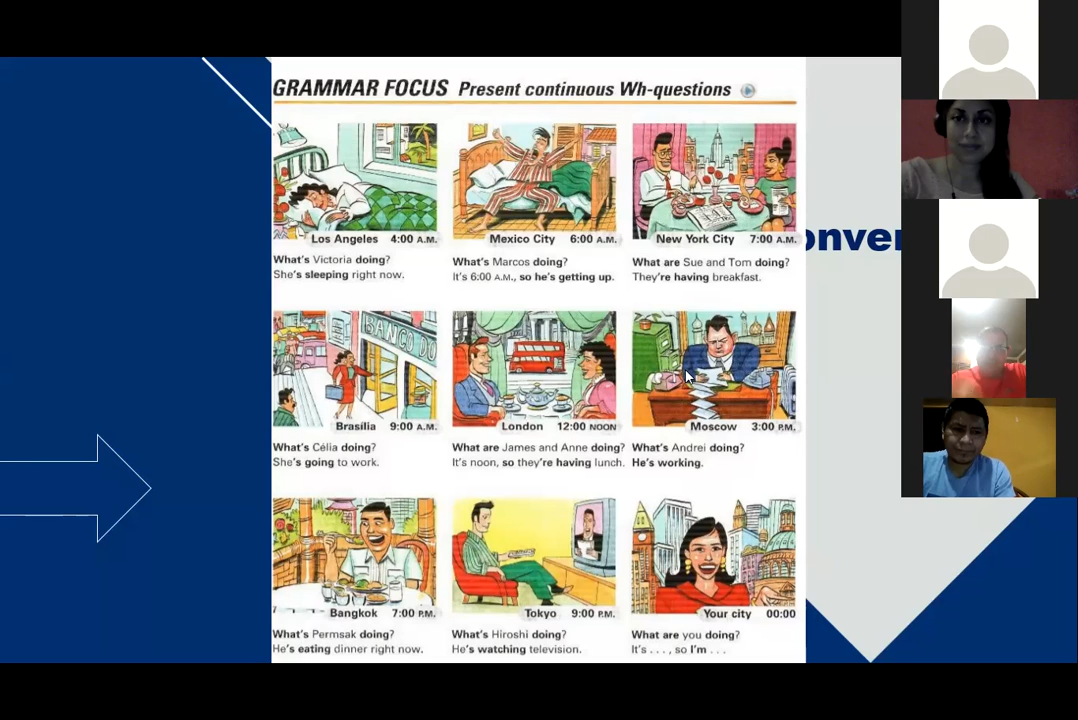 GRAMMAR FOCUS Present continuous Wh-questions
Los Angeles 4:00 A.M.
What's Victoria doing?
She's sleeping right now.
Mexico City 6:00 A.M.
What's Marcos doing?
It's 6:00 A.M., so he's getting up.
New York City 7:00 A.M.
What are Sue and Tom doing?
They're having breakfast.
onver
BANCO DO
Brasília 9:00 A.M.
What's Célia doing?
She's going to work.
London 12:00 NOON
What are James and Anne doing?
It's noon, so they're having lunch.
Moscow 3:00 P.M.
What's Andrei doing?
He's working.
Bangkok 7:00 P.M.
What's Permsak doing?
He's eating dinner right now.
Tokyo 9:00 P.M.
What's Hiroshi doing?
He's watching television.
Your city 00:00
What are you doing?
It's . . . , so I'm . . .